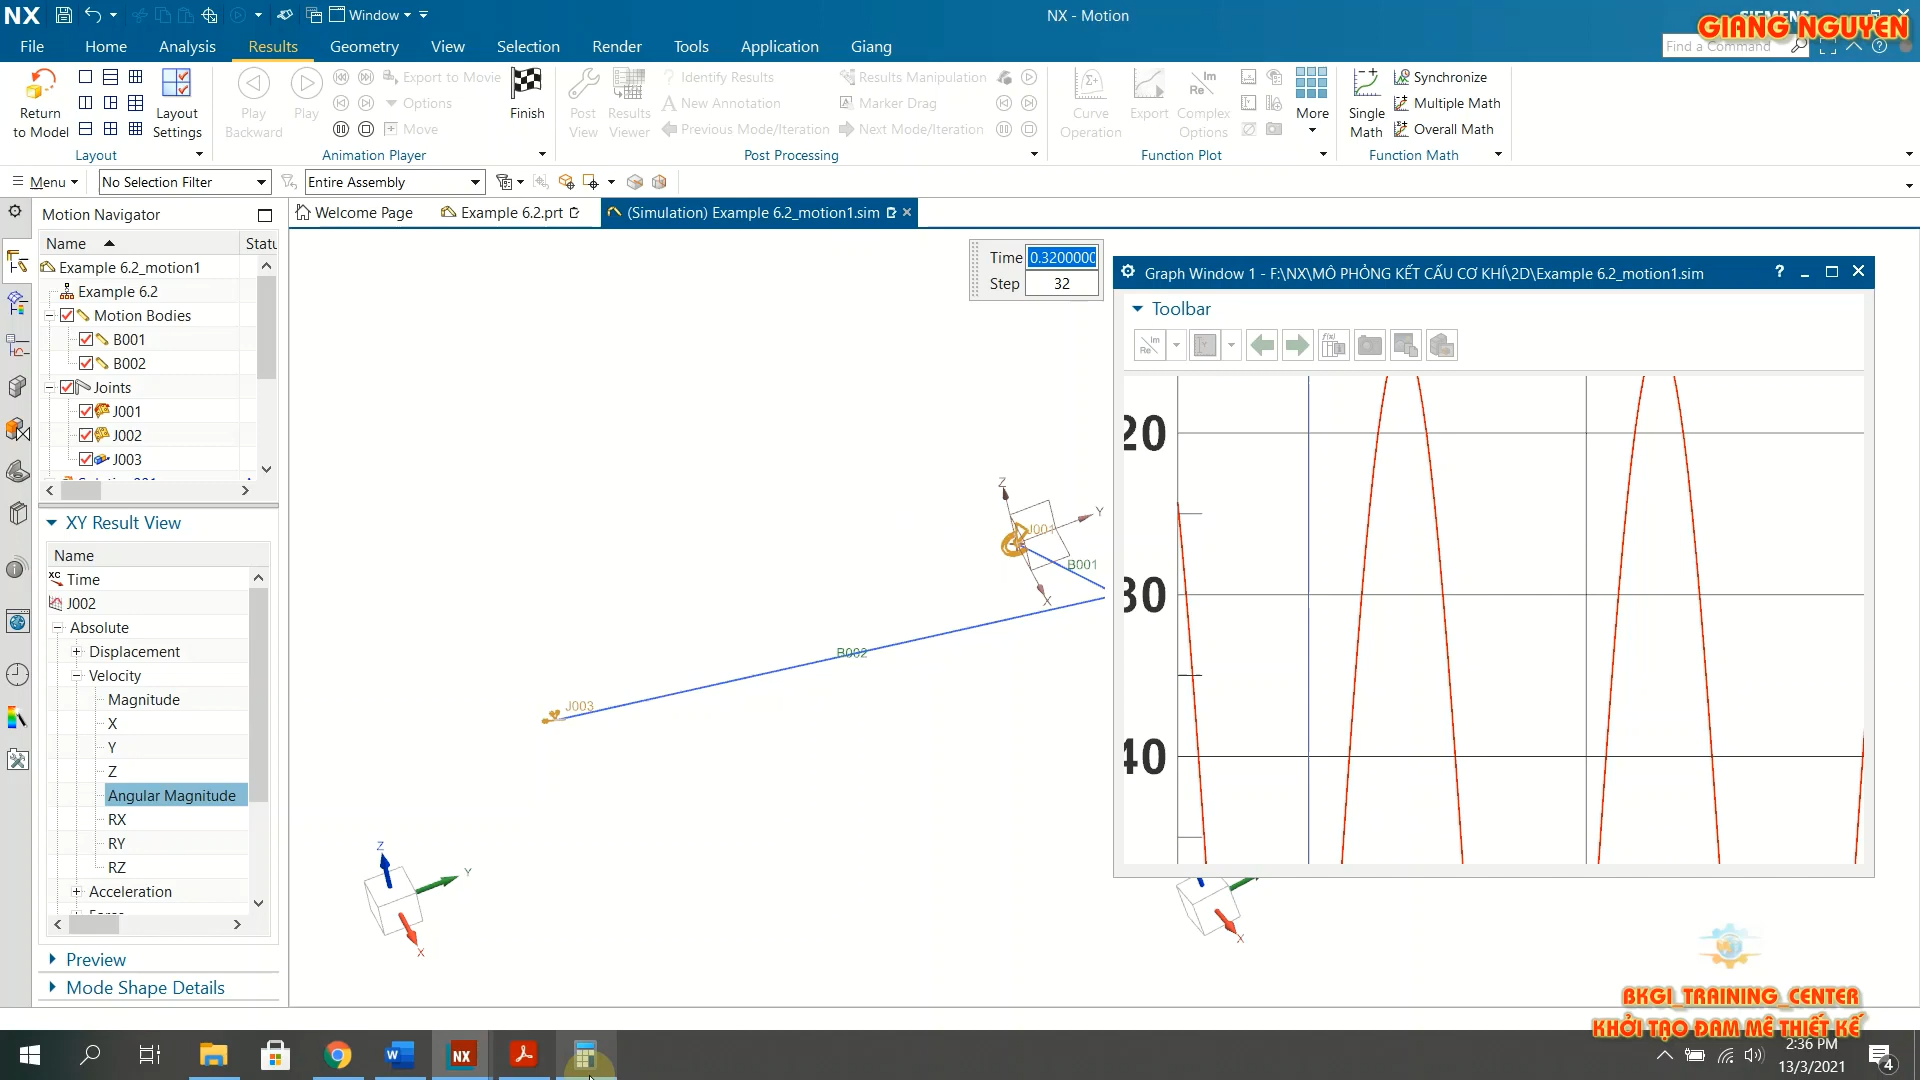 NX
Window
NX - Motion
SIEMENS
GIANG NGUYEN
File
Home
Analysis
Results
Geometry
View
Selection
Render
Tools
Application
Giang
Find a Command
Return
to Model
Layout
Settings
Layout
Play
Backward
Play
Export to Movie
Options
Move
Animation Player
Finish
Post
View
Results
Viewer
Identify Results
New Annotation
Previous Mode/Iteration
Results Manipulation
Marker Drag
Next Mode/Iteration
Post Processing
Curve
Operation
Export
Complex
Options
More
Function Plot
Single
Math
Synchronize
Multiple Math
Overall Math
Function Math
Menu
No Selection Filter
Entire Assembly
Motion Navigator
Welcome Page
Example 6.2.prt
(Simulation) Example 6.2_motion1.sim
Name
Statu
Example 6.2_motion1
Example 6.2
Motion Bodies
B001
B002
Joints
J001
J002
J003
XY Result View
Name
Time
J002
Absolute
Displacement
Velocity
Magnitude
X
Y
Z
Angular Magnitude
RX
RY
RZ
Acceleration
Preview
Mode Shape Details
Time 0.3200000
Step 32
Z
Y
J001
B001
X
B002
J003
Z
Y
X
X
Graph Window 1 - F:\NX\MÔ PHỎNG KẾT CẤU CƠ KHÍ\2D\Example 6.2_motion1.sim
Toolbar
20
30
40
BKGI_TRAINING_CENTER
KHỞI TẠO ĐAM MÊ THIẾT KẾ
2:36 PM
13/3/2021
4